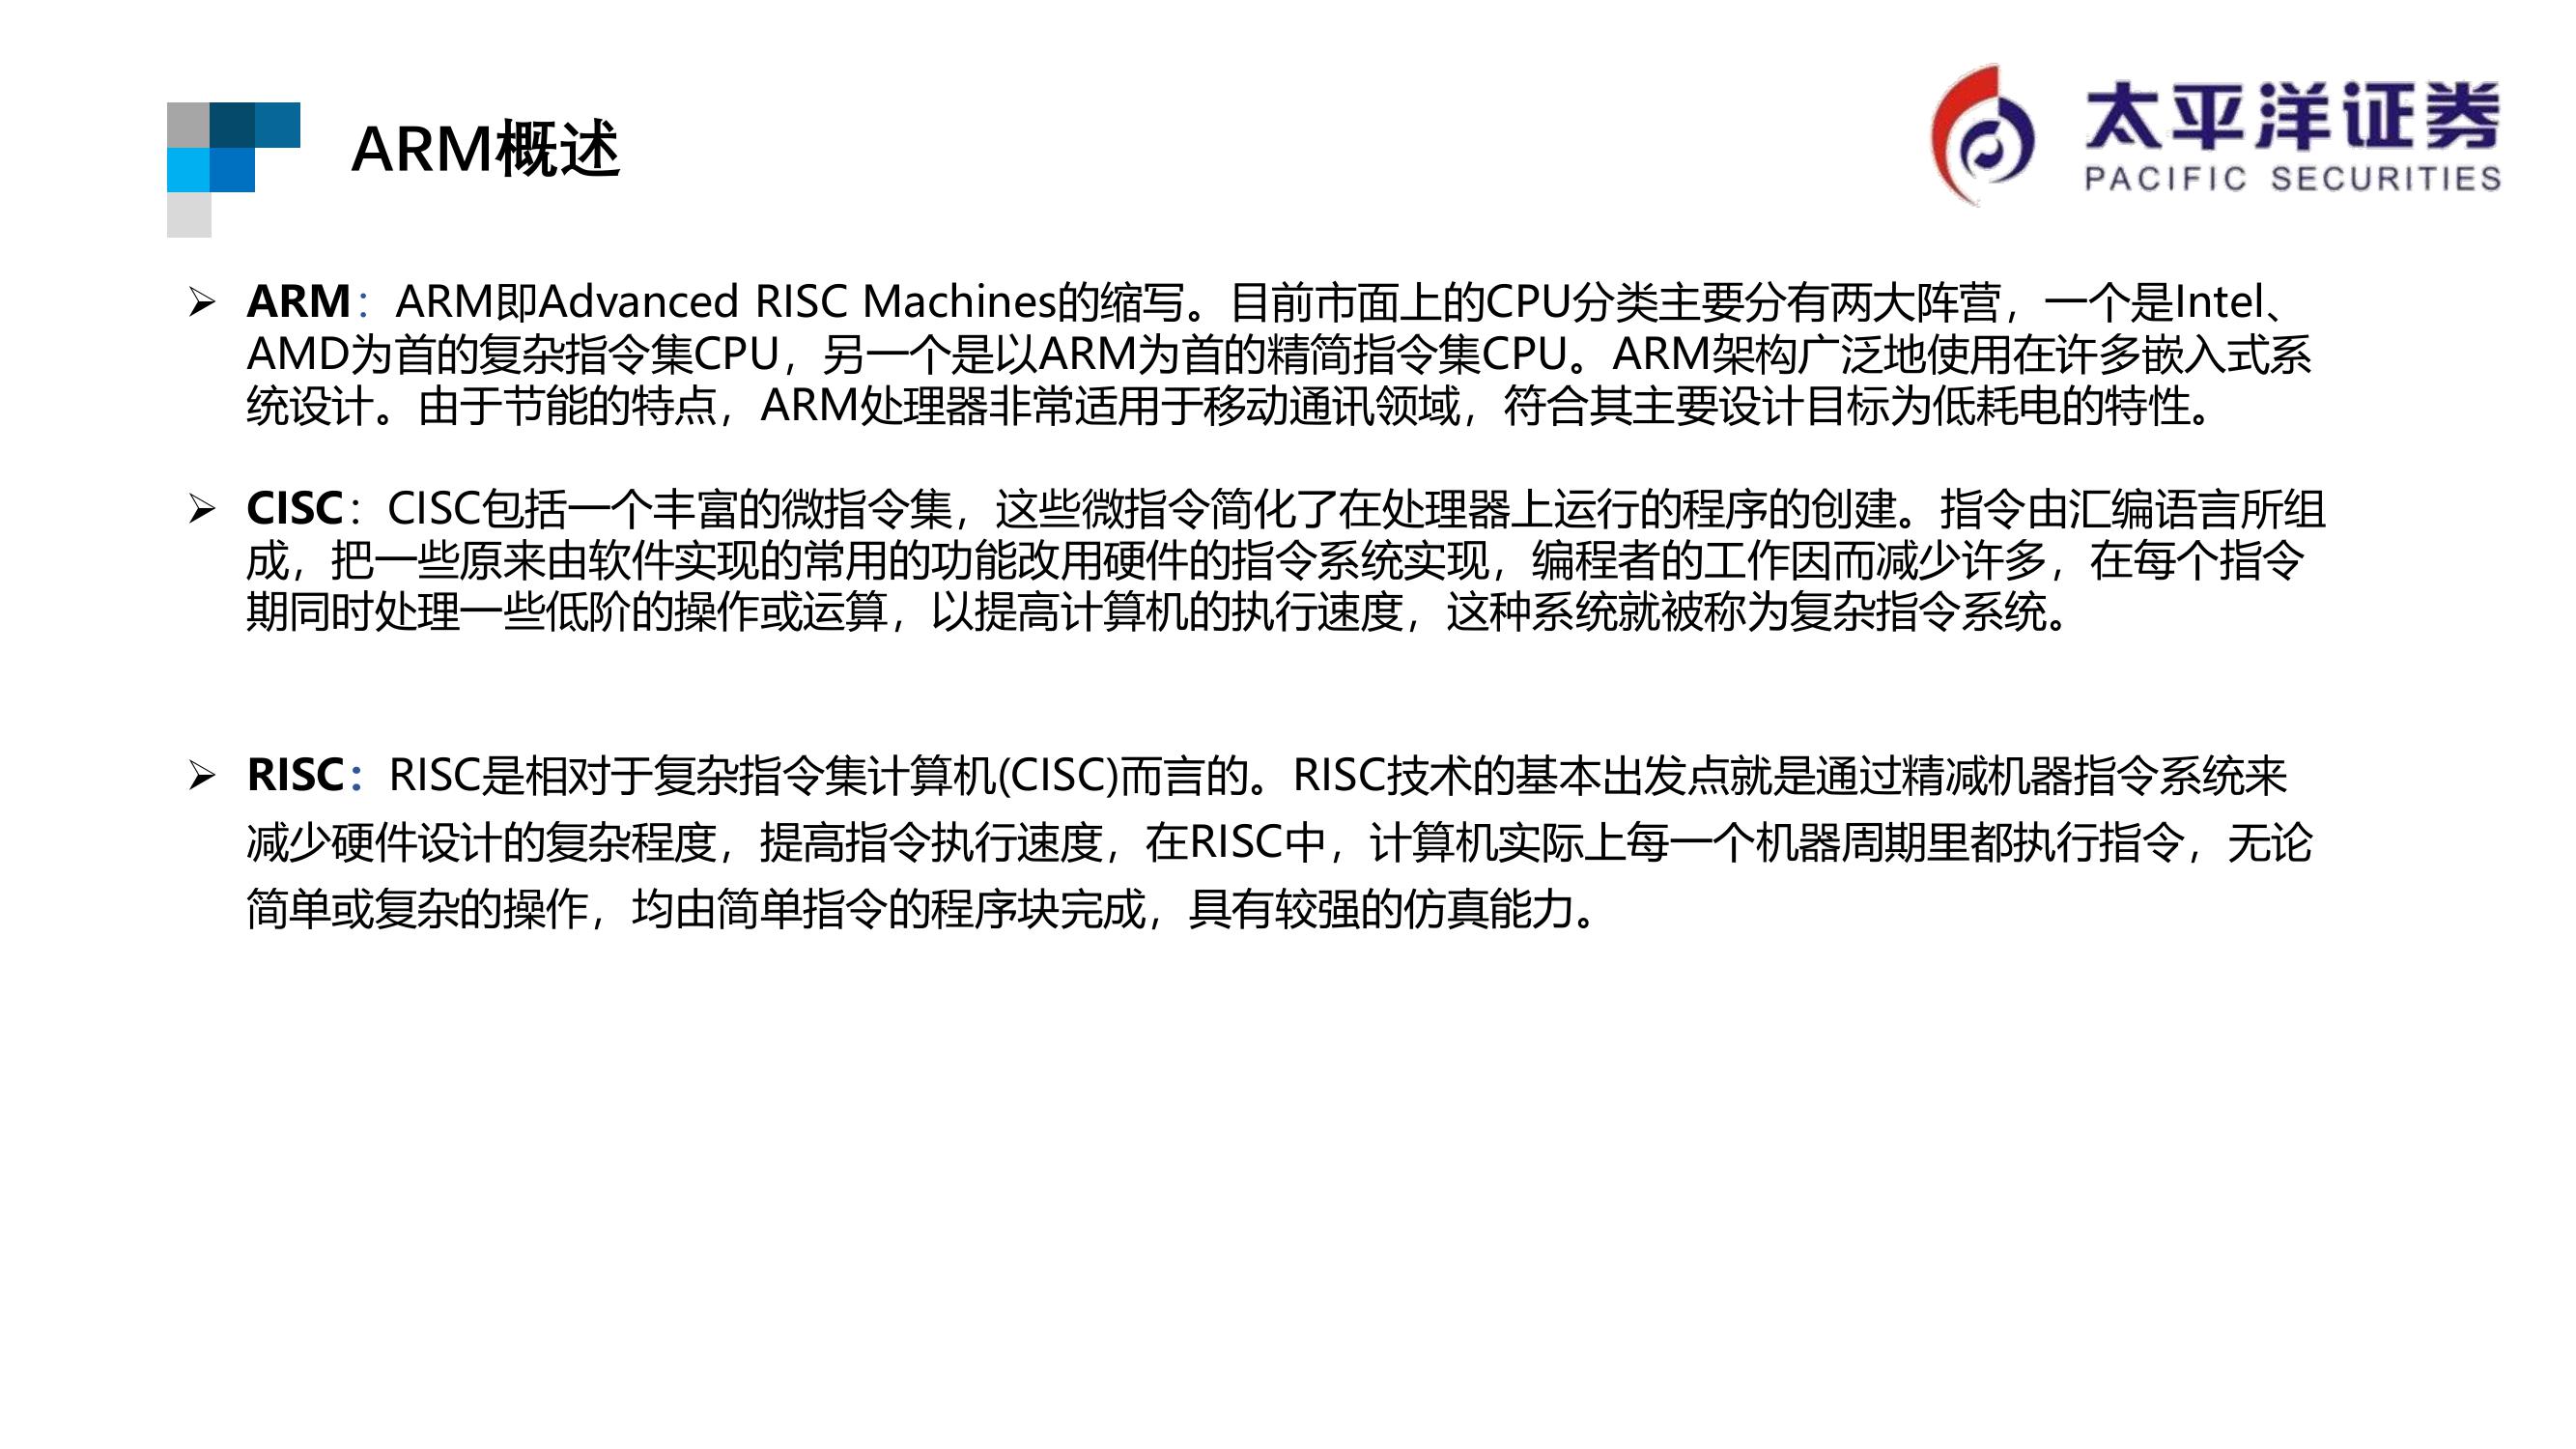 ARM概述
太平洋证券
PACIFIC SECURITIES
ARM：ARM即Advanced RISC Machines的缩写。目前市面上的CPU分类主要分有两大阵营，一个是Intel、
AMD为首的复杂指令集CPU，另一个是以ARM为首的精简指令集CPU。ARM架构广泛地使用在许多嵌入式系
统设计。由于节能的特点，ARM处理器非常适用于移动通讯领域，符合其主要设计目标为低耗电的特性。
CISC：CISC包括一个丰富的微指令集，这些微指令简化了在处理器上运行的程序的创建。指令由汇编语言所组
成，把一些原来由软件实现的常用的功能改用硬件的指令系统实现，编程者的工作因而减少许多，在每个指令
期同时处理一些低阶的操作或运算，以提高计算机的执行速度，这种系统就被称为复杂指令系统。
RISC：RISC是相对于复杂指令集计算机(CISC)而言的。RISC技术的基本出发点就是通过精减机器指令系统来
减少硬件设计的复杂程度，提高指令执行速度，在RISC中，计算机实际上每一个机器周期里都执行指令，无论
简单或复杂的操作，均由简单指令的程序块完成，具有较强的仿真能力。